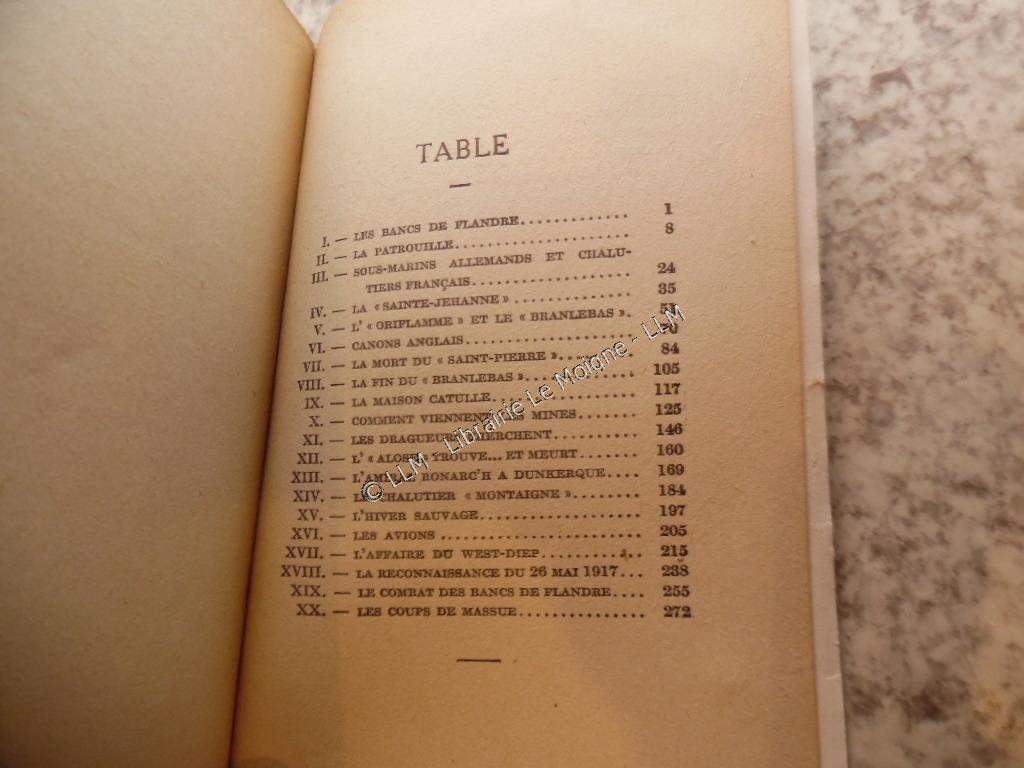 TABLE
I. — LES BANCS DE FLANDRE............. 1
II. — LA PATROUILLE..................... 8
III. — SOUS-MARINS ALLEMANDS ET CHALU-
TIERS FRANÇAIS.................... 24
IV. — LA « SAINTE-JEHANNE » .............. 35
V. — L' « ORIFLAMME » ET LE « BRANLEBAS ».
VI. — CANONS ANGLAIS....................
VII. — LA MORT DU « SAINT-PIERRE »......... 84
VIII. — LA FIN DU « BRANLEBAS »............ 105
IX. — LA MAISON CATULLE................. 117
X. — COMMENT VIENNENT LES MINES....... 125
XI. — LES DRAGUEURS CHERCHENT.......... 146
XII. — L' « ALOSE » TROUVE... ET MEURT....... 160
XIII. — L'AMIRAL RONARC'H A DUNKERQUE.... 169
XIV. — LE CHALUTIER « MONTAIGNE »........ 184
XV. — L'HIVER SAUVAGE................... 197
XVI. — LES AVIONS ........................ 205
XVII. — L'AFFAIRE DU WEST-DIEP............ 215
XVIII. — LA RECONNAISSANCE DU 26 MAI 1917... 238
XIX. — LE COMBAT DES BANCS DE FLANDRE.... 255
XX. — LES COUPS DE MASSUE............... 272
© LLM - Librairie Le Moigne - LLM